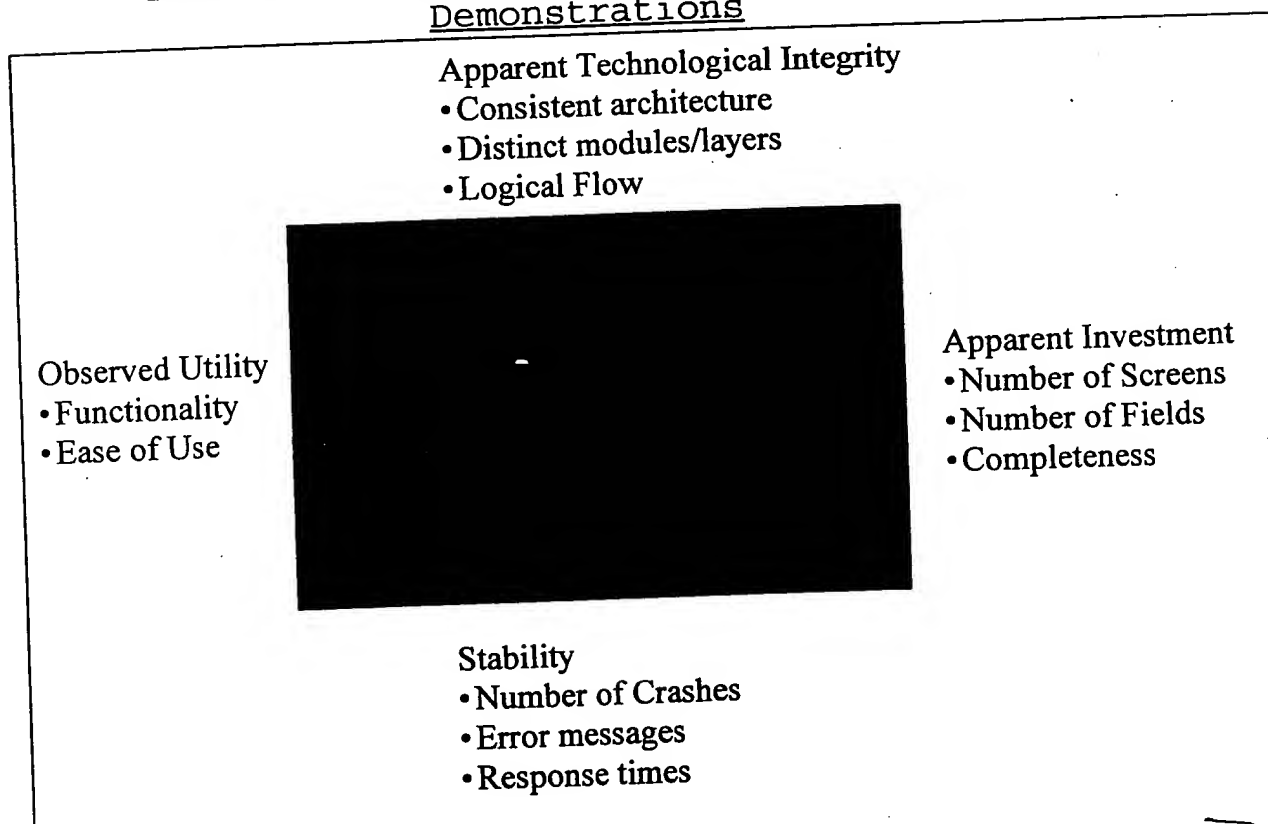 Demonstrations
Apparent Technological Integrity
•Consistent architecture
•Distinct modules/layers
•Logical Flow
Observed Utility
•Functionality
•Ease of Use
Apparent Investment
•Number of Screens
•Number of Fields
•Completeness
Stability
•Number of Crashes
•Error messages
•Response times